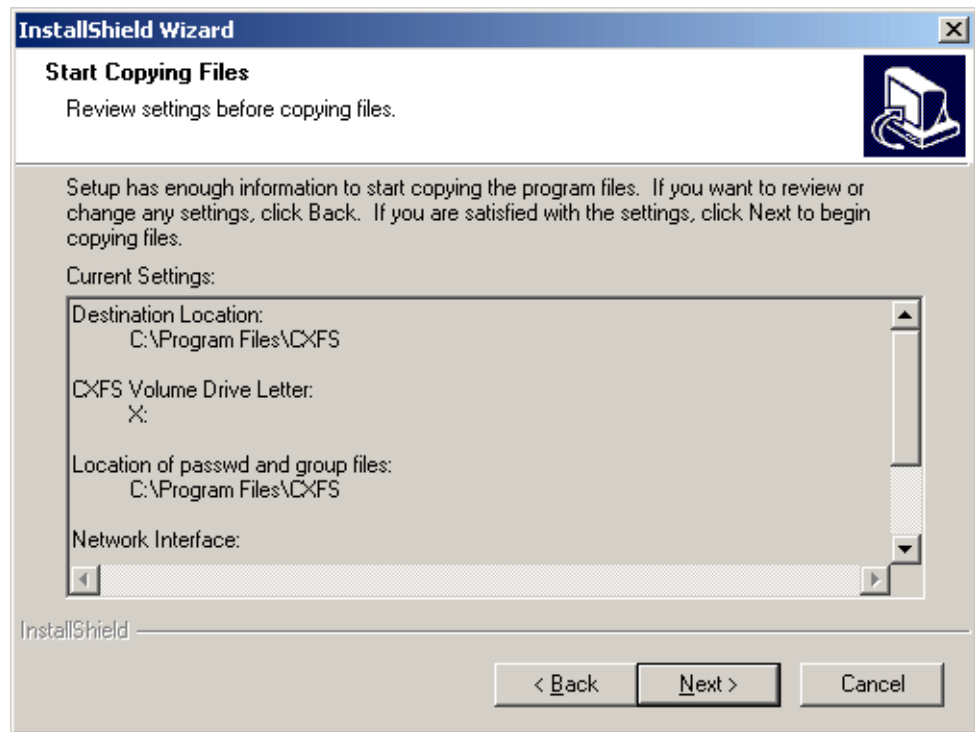 InstallShield Wizard
Start Copying Files
Review settings before copying files.
Setup has enough information to start copying the program files.  If you want to review or
change any settings, click Back.  If you are satisfied with the settings, click Next to begin
copying files.
Current Settings:
Destination Location:
C:\Program Files\CXFS
CXFS Volume Drive Letter:
X:
Location of passwd and group files:
C:\Program Files\CXFS
Network Interface:
InstallShield
< Back
Next >
Cancel